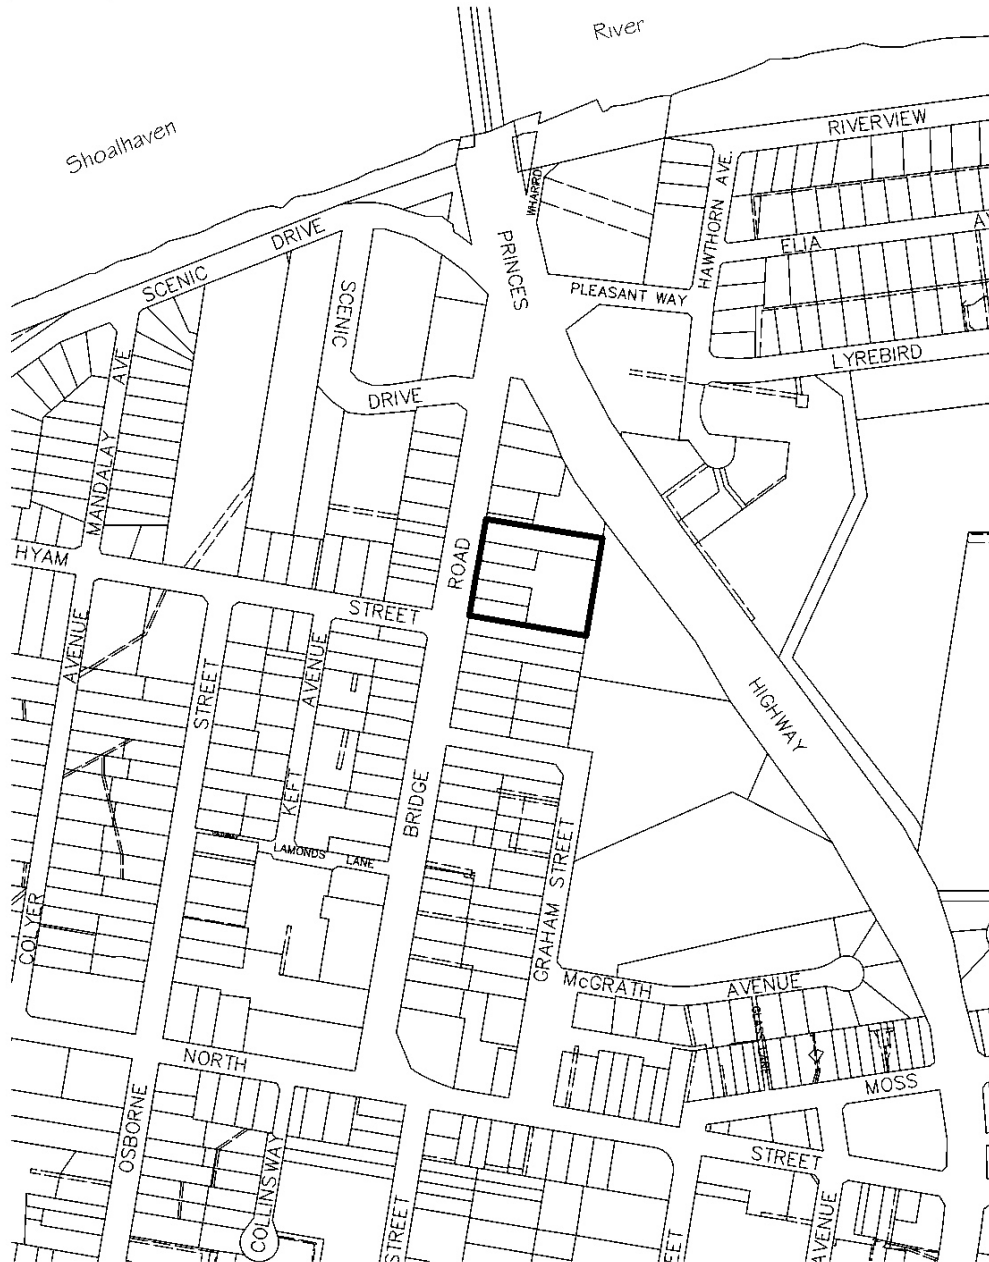 River
Shoalhaven
RIVERVIEW
HAWTHORN AVE.
WHARF RD
ELIA
AV
SCENIC
DRIVE
PRINCES
PLEASANT WAY
SCENIC
LYREBIRD
AVE
MANDALAY
DRIVE
HYAM
ROAD
STREET
AVENUE
STREET
AVENUE
HIGHWAY
KEFT
BRIDGE
LAMONDS LANE
GRAHAM STREET
COLYER
McGRATH
AVENUE
NORTH
MOSS
OSBORNE
STREET
COLLINSWAY
STREET
EET
AVENUE